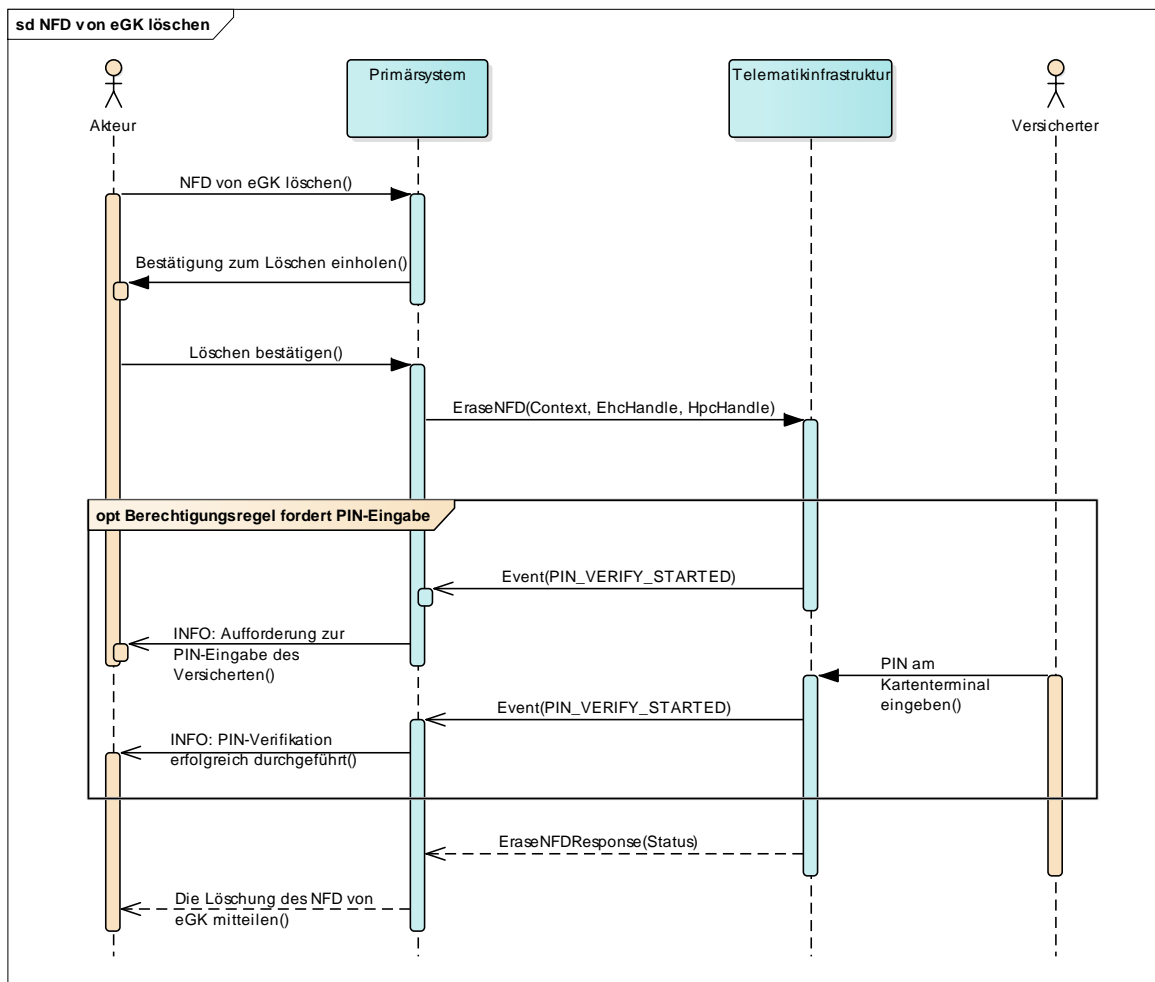 sd NFD von eGK löschen
Akteur
Primärsystem
Telematikinfrastruktur
Versicherter
NFD von eGK löschen()
Bestätigung zum Löschen einholen()
Löschen bestätigen()
EraseNFD(Context, EhcHandle, HpcHandle)
opt Berechtigungsregel fordert PIN-Eingabe
Event(PIN_VERIFY_STARTED)
INFO: Aufforderung zur
PIN-Eingabe des
Versicherten()
PIN am
Kartenterminal
eingeben()
Event(PIN_VERIFY_STARTED)
INFO: PIN-Verifikation
erfolgreich durchgeführt()
EraseNFDResponse(Status)
Die Löschung des NFD von
eGK mitteilen()